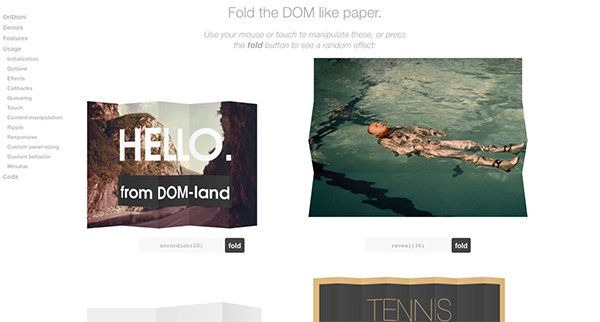 Fold the DOM like paper.
Use your mouse or touch to manipulate these, or press
the fold button to see a random effect:
OriDomi
Demos
Features
Usage
Initialization
Options
Effects
Callbacks
Queueing
Touch
Content manipulation
Ripple
Responsive
Custom panel sizing
Custom behavior
Minutiae
Coda
HELLO.
from DOM-land
accordion(20)
fold
reveal(38)
fold
TENNIS